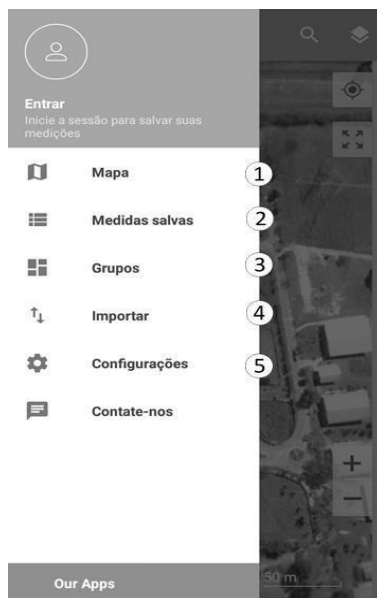 Entrar
Inicie a sessão para salvar suas
medições
Mapa 1
Medidas salvas 2
Grupos 3
Importar 4
Configurações 5
Contate-nos
Our Apps
50 m